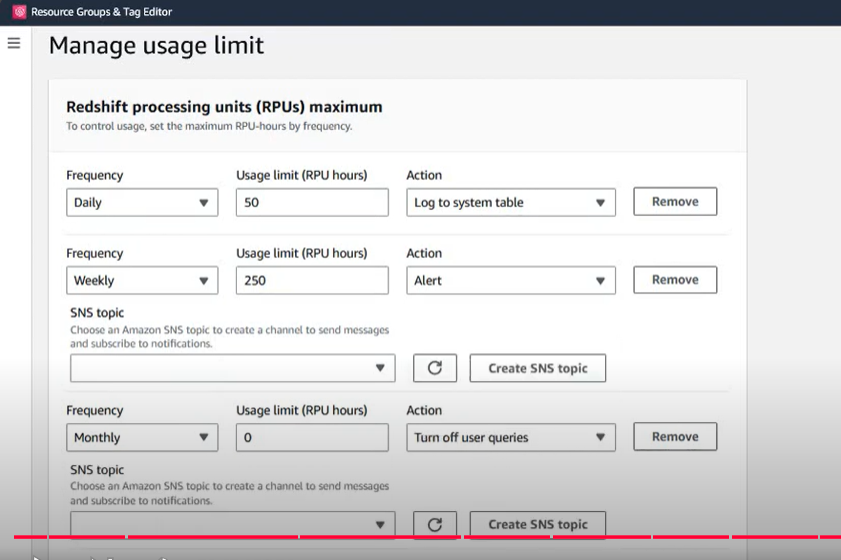 Resource Groups & Tag Editor
Manage usage limit
Redshift processing units (RPUs) maximum
To control usage, set the maximum RPU-hours by frequency.
Frequency
Usage limit (RPU hours)
Action
Daily
50
Log to system table
Remove
Frequency
Usage limit (RPU hours)
Action
Weekly
250
Alert
Remove
SNS topic
Choose an Amazon SNS topic to create a channel to send messages
and subscribe to notifications.
Create SNS topic
Frequency
Usage limit (RPU hours)
Action
Monthly
0
Turn off user queries
Remove
SNS topic
Choose an Amazon SNS topic to create a channel to send messages
and subscribe to notifications.
Create SNS topic